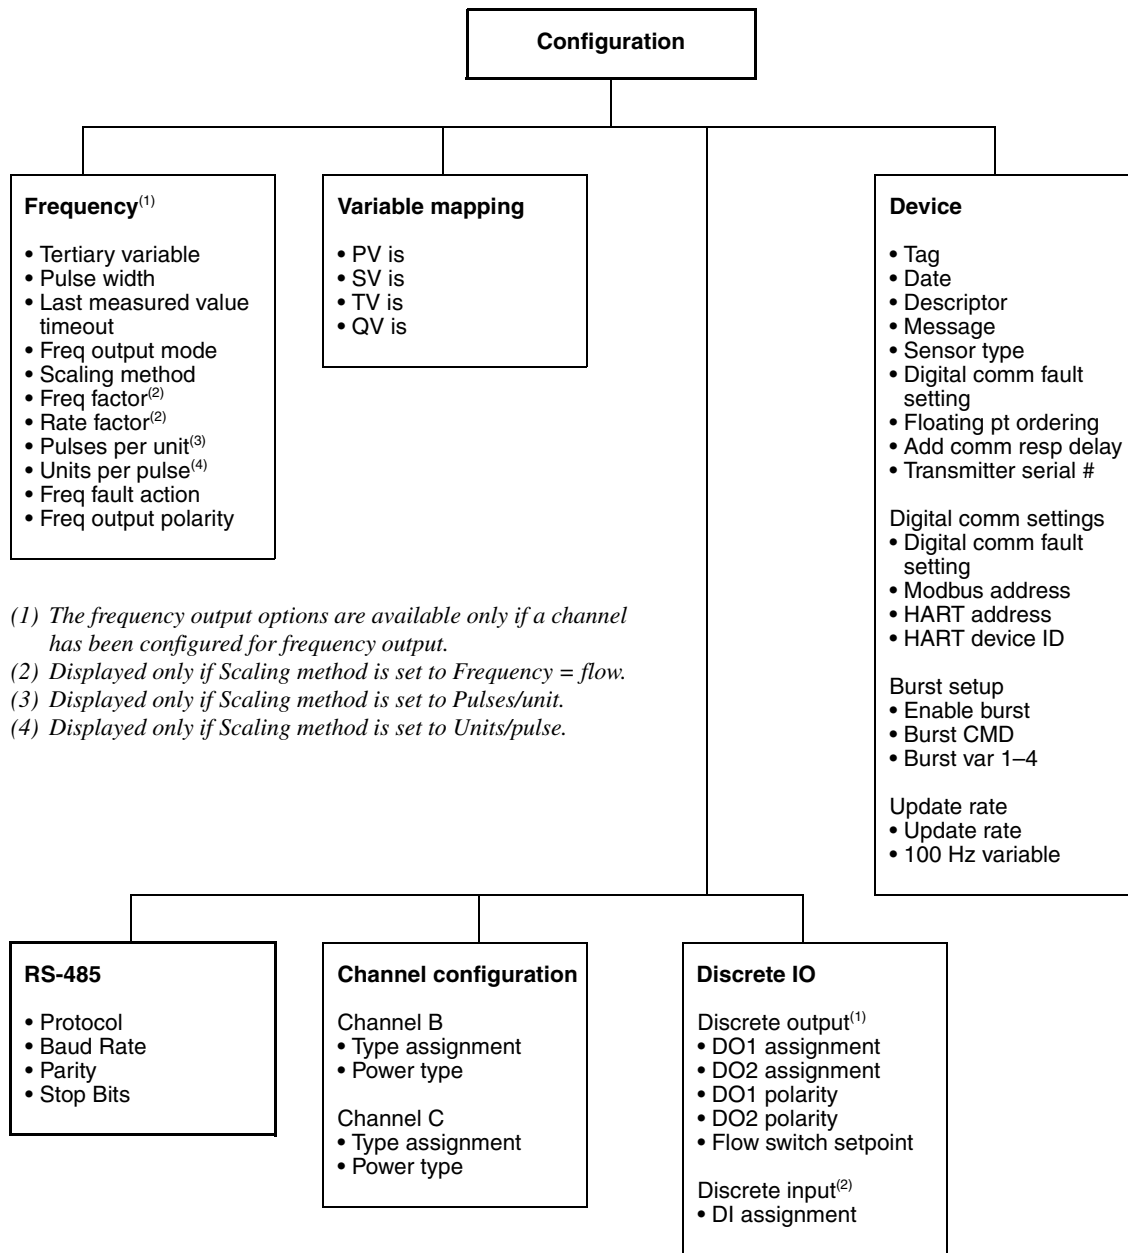 Configuration
Frequency(1)
• Tertiary variable
• Pulse width
• Last measured value
timeout
• Freq output mode
• Scaling method
• Freq factor(2)
• Rate factor(2)
• Pulses per unit(3)
• Units per pulse(4)
• Freq fault action
• Freq output polarity
Variable mapping
• PV is
• SV is
• TV is
• QV is
Device
• Tag
• Date
• Descriptor
• Message
• Sensor type
• Digital comm fault
setting
• Floating pt ordering
• Add comm resp delay
• Transmitter serial #
Digital comm settings
• Digital comm fault
setting
• Modbus address
• HART address
• HART device ID
Burst setup
• Enable burst
• Burst CMD
• Burst var 1–4
Update rate
• Update rate
• 100 Hz variable
(1) The frequency output options are available only if a channel
has been configured for frequency output.
(2) Displayed only if Scaling method is set to Frequency = flow.
(3) Displayed only if Scaling method is set to Pulses/unit.
(4) Displayed only if Scaling method is set to Units/pulse.
RS-485
• Protocol
• Baud Rate
• Parity
• Stop Bits
Channel configuration
Channel B
• Type assignment
• Power type
Channel C
• Type assignment
• Power type
Discrete IO
Discrete output(1)
• DO1 assignment
• DO2 assignment
• DO1 polarity
• DO2 polarity
• Flow switch setpoint
Discrete input(2)
• DI assignment